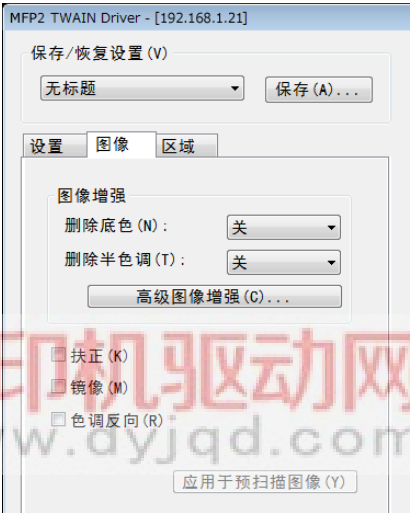 MFP2 TWAIN Driver - [192.168.1.21]
保存/恢复设置(V)
无标题
保存(A)...
设置 图像 区域
图像增强
删除底色(N): 关
删除半色调(T): 关
高级图像增强(C)...
扶正(K)
印机驱动网
镜像(M)
色调反向(R)
w.dyjqd.com
应用于预扫描图像(Y)